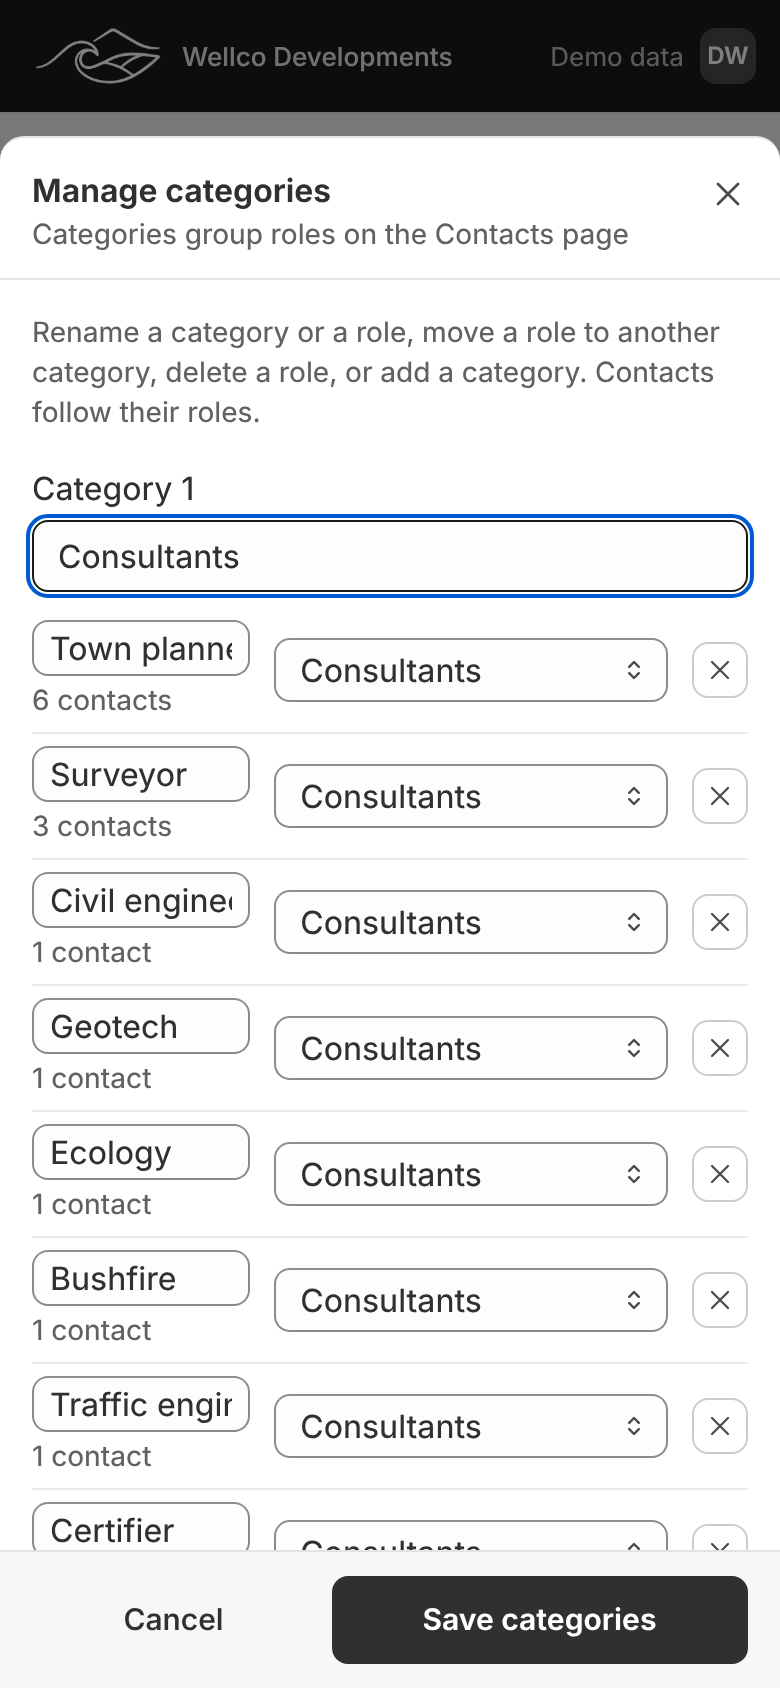 Wellco Developments
Demo data
DW
Manage categories
Categories group roles on the Contacts page
Rename a category or a role, move a role to another
category, delete a role, or add a category. Contacts
follow their roles.
Category 1
Consultants
Town planne
Consultants
6 contacts
Surveyor
Consultants
3 contacts
Civil enginee
Consultants
1 contact
Geotech
Consultants
1 contact
Ecology
Consultants
1 contact
Bushfire
Consultants
1 contact
Traffic engin
Consultants
1 contact
Certifier
Consultants
Cancel
Save categories